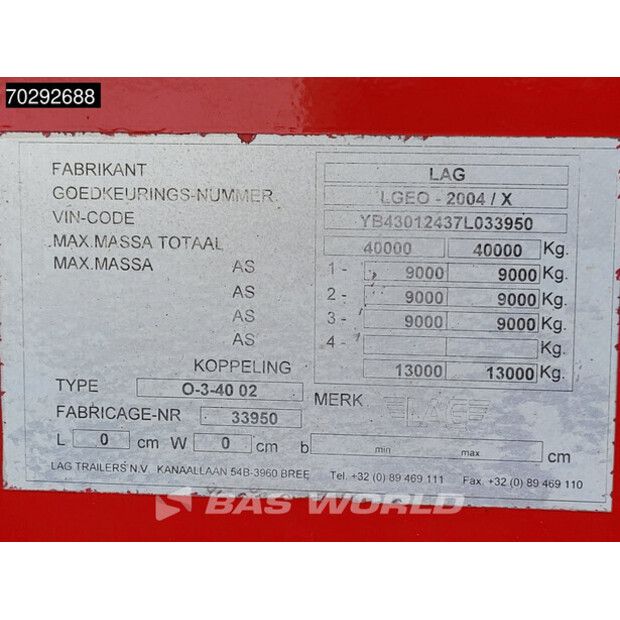 70292688
FABRIKANT LAG
GOEDKEURINGS-NUMMER LGEO - 2004 / X
VIN-CODE YB43012437L033950
MAX.MASSA TOTAAL 40000 40000 Kg.
MAX.MASSA AS 1 - 9000 9000 Kg.
AS 2 - 9000 9000 Kg.
AS 3 - 9000 9000 Kg.
AS 4 - Kg.
KOPPELING 13000 13000 Kg.
TYPE O-3-40 02 MERK LAG
FABRICAGE-NR 33950
L 0 cm W 0 cm b min max cm
LAG TRAILERS N.V. KANAALLAAN 54B-3960 BREE Tel. +32 (0) 89 469 111 Fax. +32 (0) 89 469 110
BAS WORLD